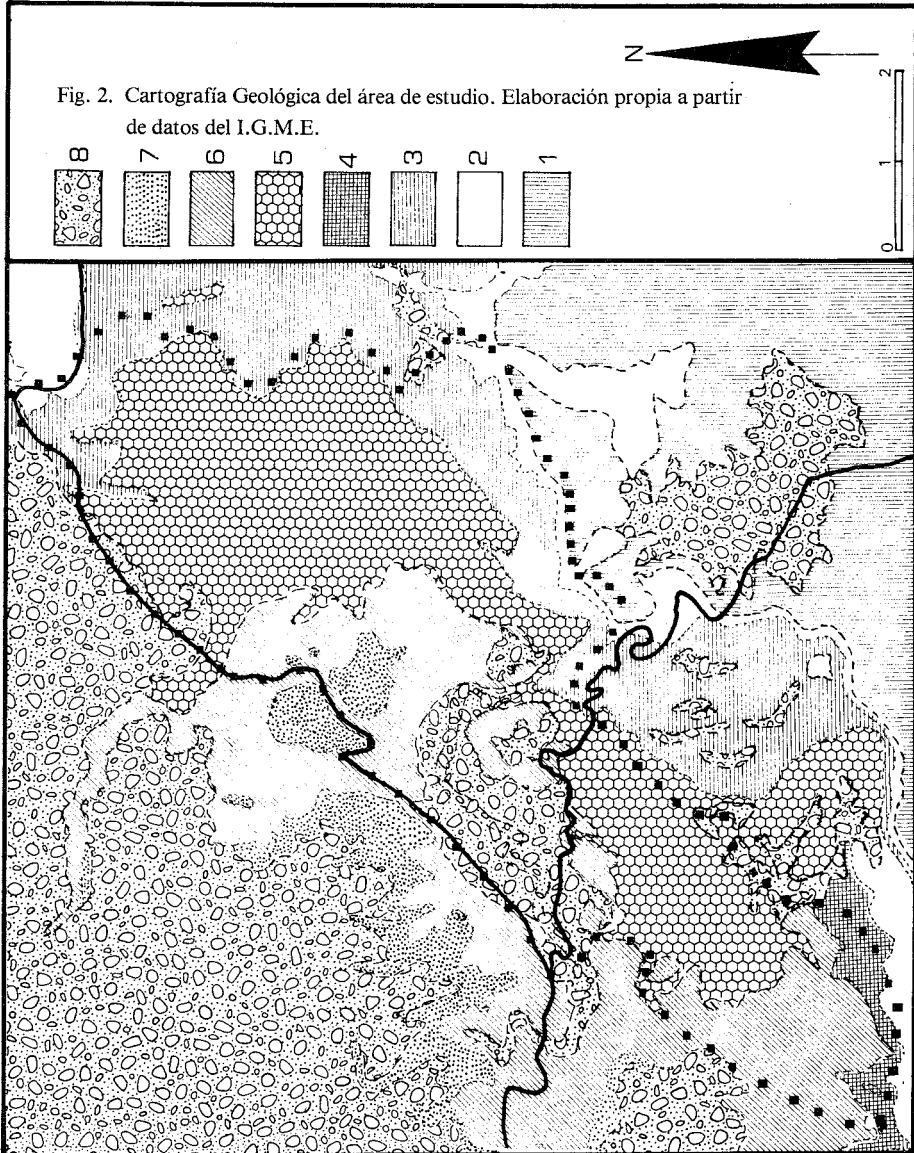 N
Fig. 2. Cartografía Geológica del área de estudio. Elaboración propia a partir
de datos del I.G.M.E.
8
7
6
5
4
3
2
1
0 1 2